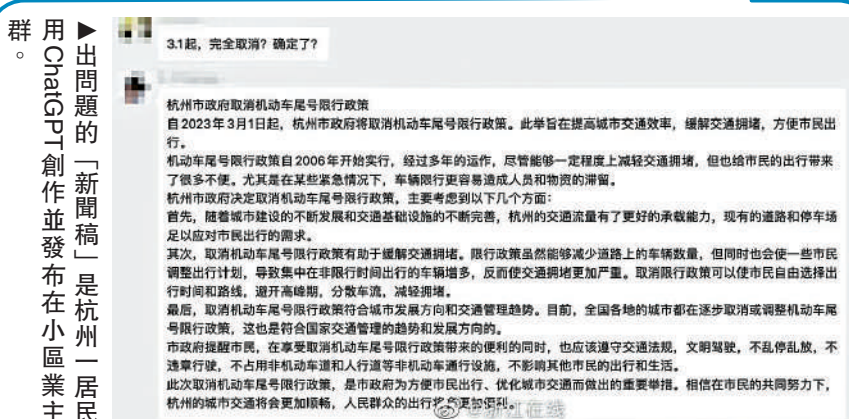 ▶出問題的「新聞稿」是杭州一居民
用ChatGPT創作並發布在小區業主
群。
3.1起，完全取消？确定了？
杭州市政府取消机动车尾号限行政策
自2023年3月1日起，杭州市政府将取消机动车尾号限行政策。此举旨在提高城市交通效率，缓解交通拥堵，方便市民出
行。
机动车尾号限行政策自2006年开始实行，经过多年的运作，尽管能够一定程度上减轻交通拥堵，但也给市民的出行带来
了很多不便。尤其是在某些紧急情况下，车辆限行更容易造成人员和物资的滞留。
杭州市政府决定取消机动车尾号限行政策，主要考虑到以下几个方面：
首先，随着城市建设的不断发展和交通基础设施的不断完善，杭州的交通流量有了更好的承载能力，现有的道路和停车场
足以应对市民出行的需求。
其次，取消机动车尾号限行政策有助于缓解交通拥堵。限行政策虽然能够减少道路上的车辆数量，但同时也会使一些市民
调整出行计划，导致集中在非限行时间出行的车辆增多，反而使交通拥堵更加严重。取消限行政策可以使市民自由选择出
行时间和路线，避开高峰期，分散车流，减轻拥堵。
最后，取消机动车尾号限行政策符合城市发展方向和交通管理趋势。目前，全国各地的城市都在逐步取消或调整机动车尾
号限行政策，这也是符合国家交通管理的趋势和发展方向的。
市政府提醒市民，在享受取消机动车尾号限行政策带来的便利的同时，也应该遵守交通法规，文明驾驶，不乱停乱放，不
违章行驶，不占用非机动车道和人行道等非机动车通行设施，不影响其他市民的出行和生活。
此次取消机动车尾号限行政策，是市政府为方便市民出行、优化城市交通而做出的重要举措。相信在市民的共同努力下，
杭州的城市交通将会更加顺畅，人民群众的出行将会更加便利。
@浙江在线